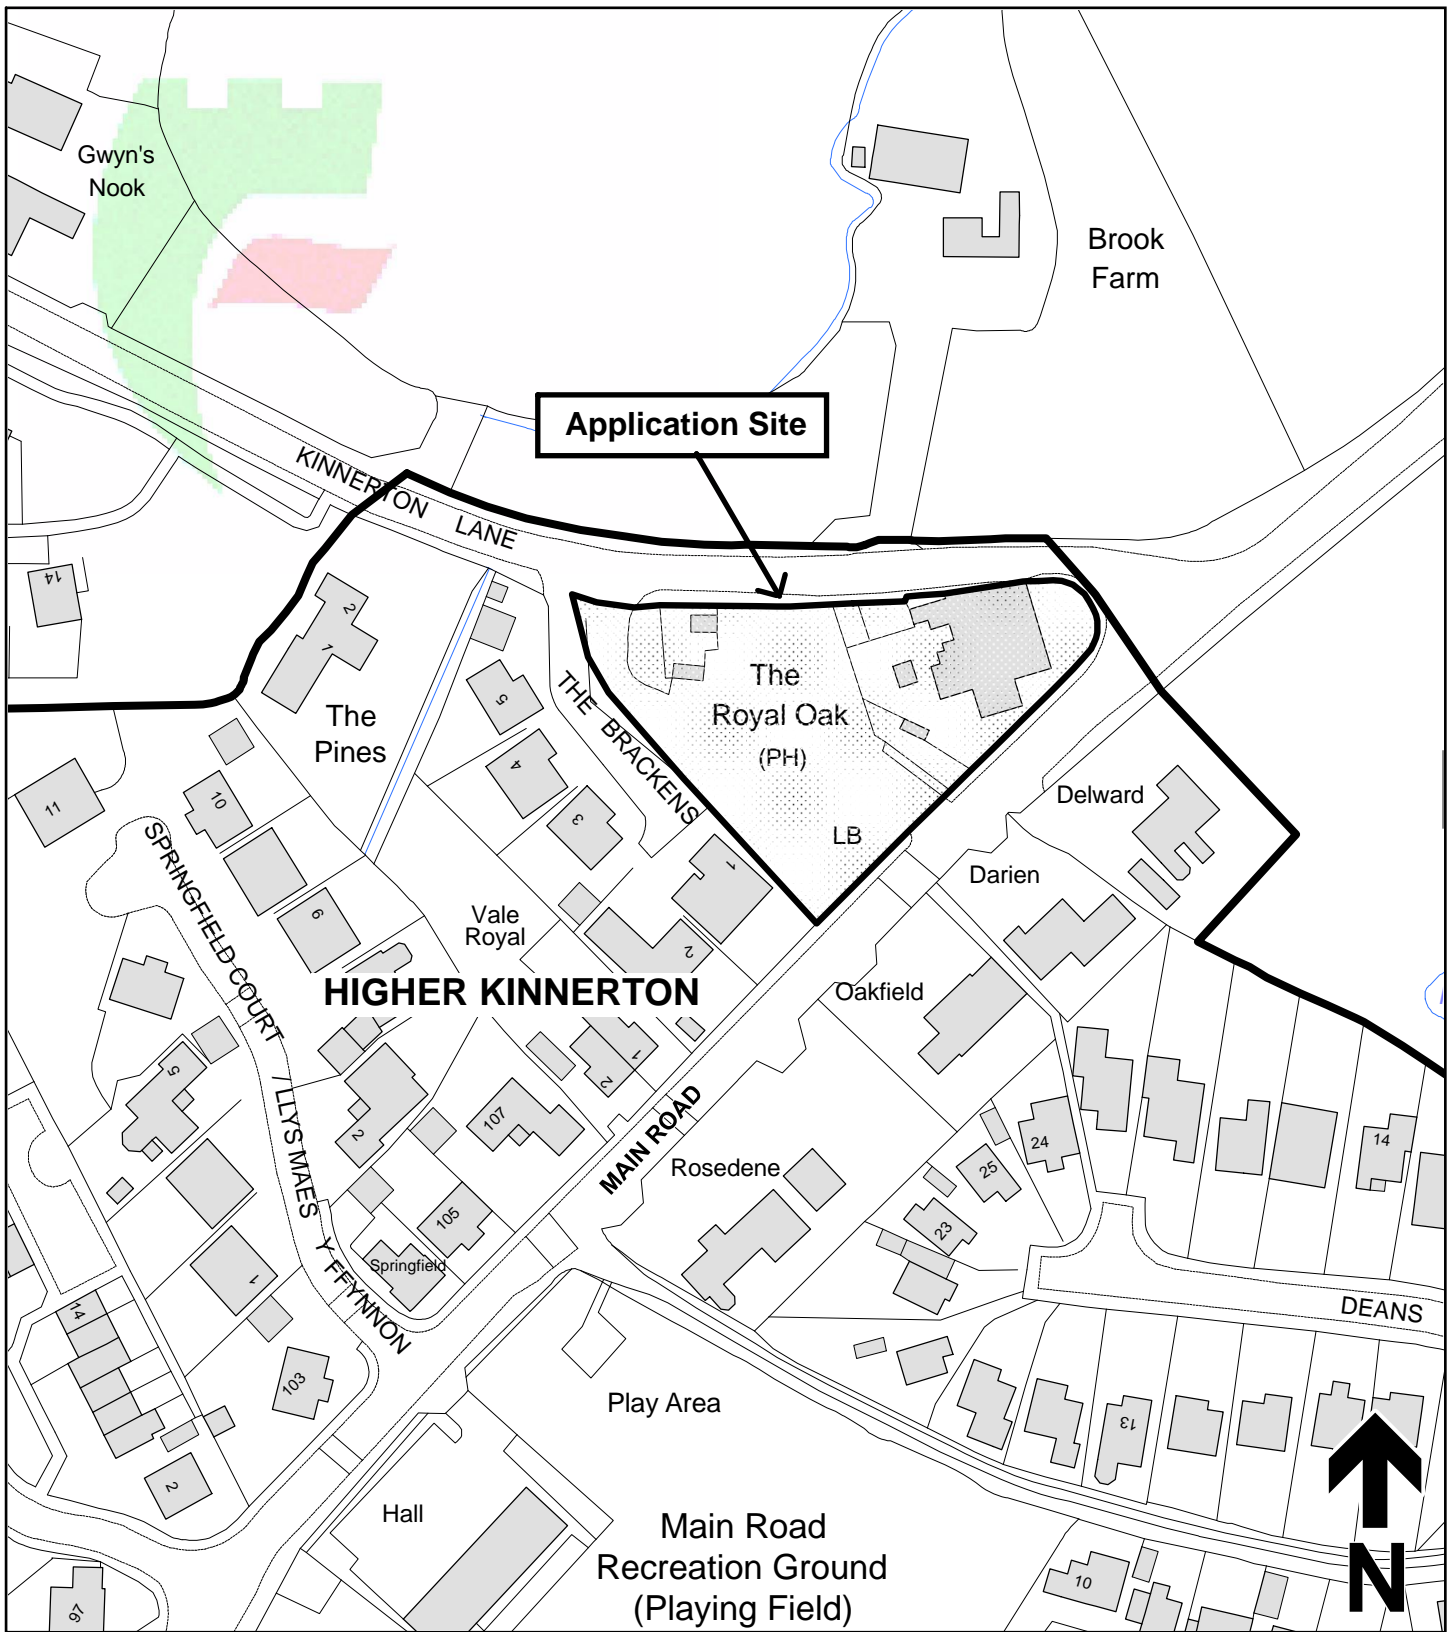 Gwyn's
Nook
Brook
Farm
Application Site
KINNERTON LANE
14
2
1
The
Pines
5
THE BRACKENS
The
Royal Oak
(PH)
LB
4
3
1
2
11
10
9
SPRINGFIELD COURT / LLYS MAES Y FFYNNON
Vale
Royal
HIGHER KINNERTON
Delward
Darien
Oakfield
5
2
107
1
2
MAIN ROAD
Rosedene
105
Springfield
1
14
103
2
97
24
25
23
14
DEANS
13
Play Area
Hall
Main Road
Recreation Ground
(Playing Field)
10
N